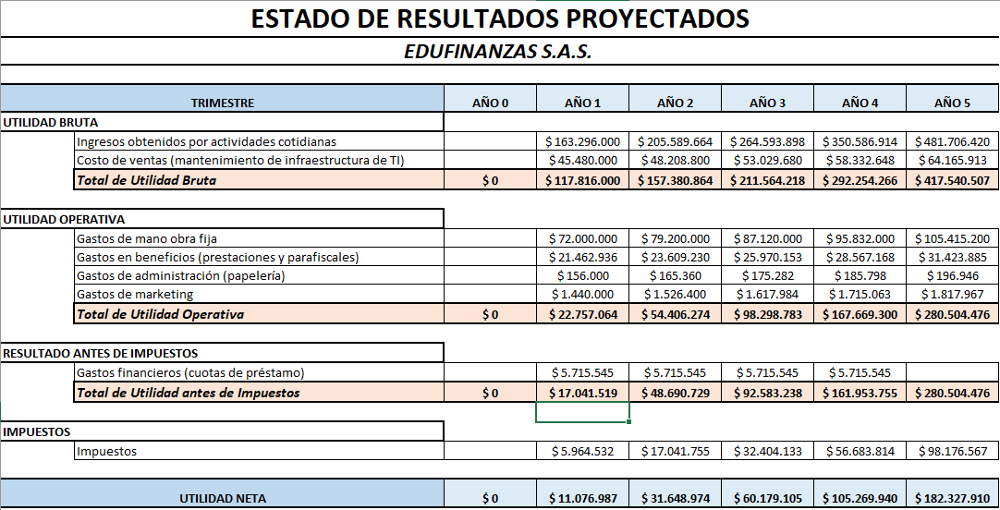 ESTADO DE RESULTADOS PROYECTADOS
EDUFINANZAS S.A.S.
TRIMESTRE AÑO 0 AÑO 1 AÑO 2 AÑO 3 AÑO 4 AÑO 5
UTILIDAD BRUTA
Ingresos obtenidos por actividades cotidianas $ 163.296.000 $ 205.589.664 $ 264.593.898 $ 350.586.914 $ 481.706.420
Costo de ventas (mantenimiento de infraestructura de TI) $ 45.480.000 $ 48.208.800 $ 53.029.680 $ 58.332.648 $ 64.165.913
Total de Utilidad Bruta $ 0 $ 117.816.000 $ 157.380.864 $ 211.564.218 $ 292.254.266 $ 417.540.507
UTILIDAD OPERATIVA
Gastos de mano obra fija $ 72.000.000 $ 79.200.000 $ 87.120.000 $ 95.832.000 $ 105.415.200
Gastos en beneficios (prestaciones y parafiscales) $ 21.462.936 $ 23.609.230 $ 25.970.153 $ 28.567.168 $ 31.423.885
Gastos de administración (papelería) $ 156.000 $ 165.360 $ 175.282 $ 185.798 $ 196.946
Gastos de marketing $ 1.440.000 $ 1.526.400 $ 1.617.984 $ 1.715.063 $ 1.817.967
Total de Utilidad Operativa $ 0 $ 22.757.064 $ 54.406.274 $ 98.298.783 $ 167.669.300 $ 280.504.476
RESULTADO ANTES DE IMPUESTOS
Gastos financieros (cuotas de préstamo) $ 5.715.545 $ 5.715.545 $ 5.715.545 $ 5.715.545
Total de Utilidad antes de Impuestos $ 0 $ 17.041.519 $ 48.690.729 $ 92.583.238 $ 161.953.755 $ 280.504.476
IMPUESTOS
Impuestos $ 5.964.532 $ 17.041.755 $ 32.404.133 $ 56.683.814 $ 98.176.567
UTILIDAD NETA $ 0 $ 11.076.987 $ 31.648.974 $ 60.179.105 $ 105.269.940 $ 182.327.910